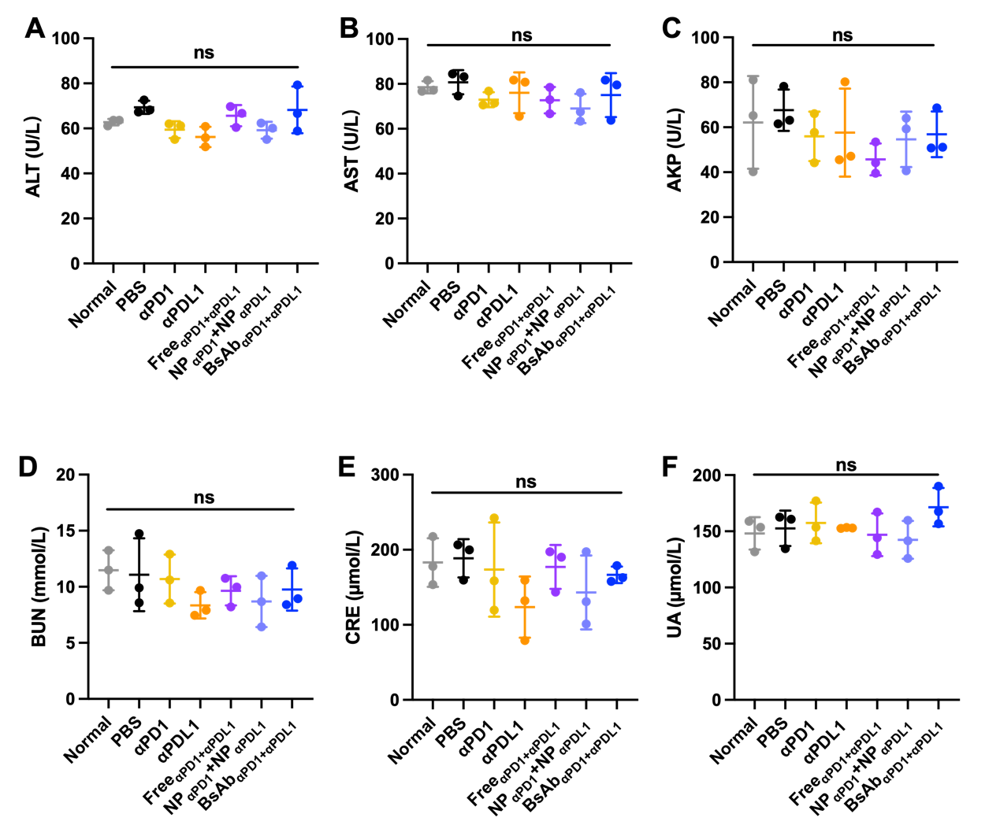 A
ALT (U/L)
100
80
60
40
20
0
ns
Normal
PBS
αPD1
αPDL1
FreeαPD1+αPDL1
NP αPD1+NP αPDL1
BsAbαPD1+αPDL1
B
AST (U/L)
100
80
60
40
20
0
ns
Normal
PBS
αPD1
αPDL1
FreeαPD1+αPDL1
NP αPD1+NP αPDL1
BsAbαPD1+αPDL1
C
AKP (U/L)
100
80
60
40
20
0
ns
Normal
PBS
αPD1
αPDL1
FreeαPD1+αPDL1
NP αPD1+NP αPDL1
BsAbαPD1+αPDL1
D
BUN (mmol/L)
20
15
10
5
0
ns
Normal
PBS
αPD1
αPDL1
FreeαPD1+αPDL1
NP αPD1+NP αPDL1
BsAbαPD1+αPDL1
E
CRE (μmol/L)
300
200
100
0
ns
Normal
PBS
αPD1
αPDL1
FreeαPD1+αPDL1
NP αPD1+NP αPDL1
BsAbαPD1+αPDL1
F
UA (μmol/L)
200
150
100
50
0
ns
Normal
PBS
αPD1
αPDL1
FreeαPD1+αPDL1
NP αPD1+NP αPDL1
BsAbαPD1+αPDL1